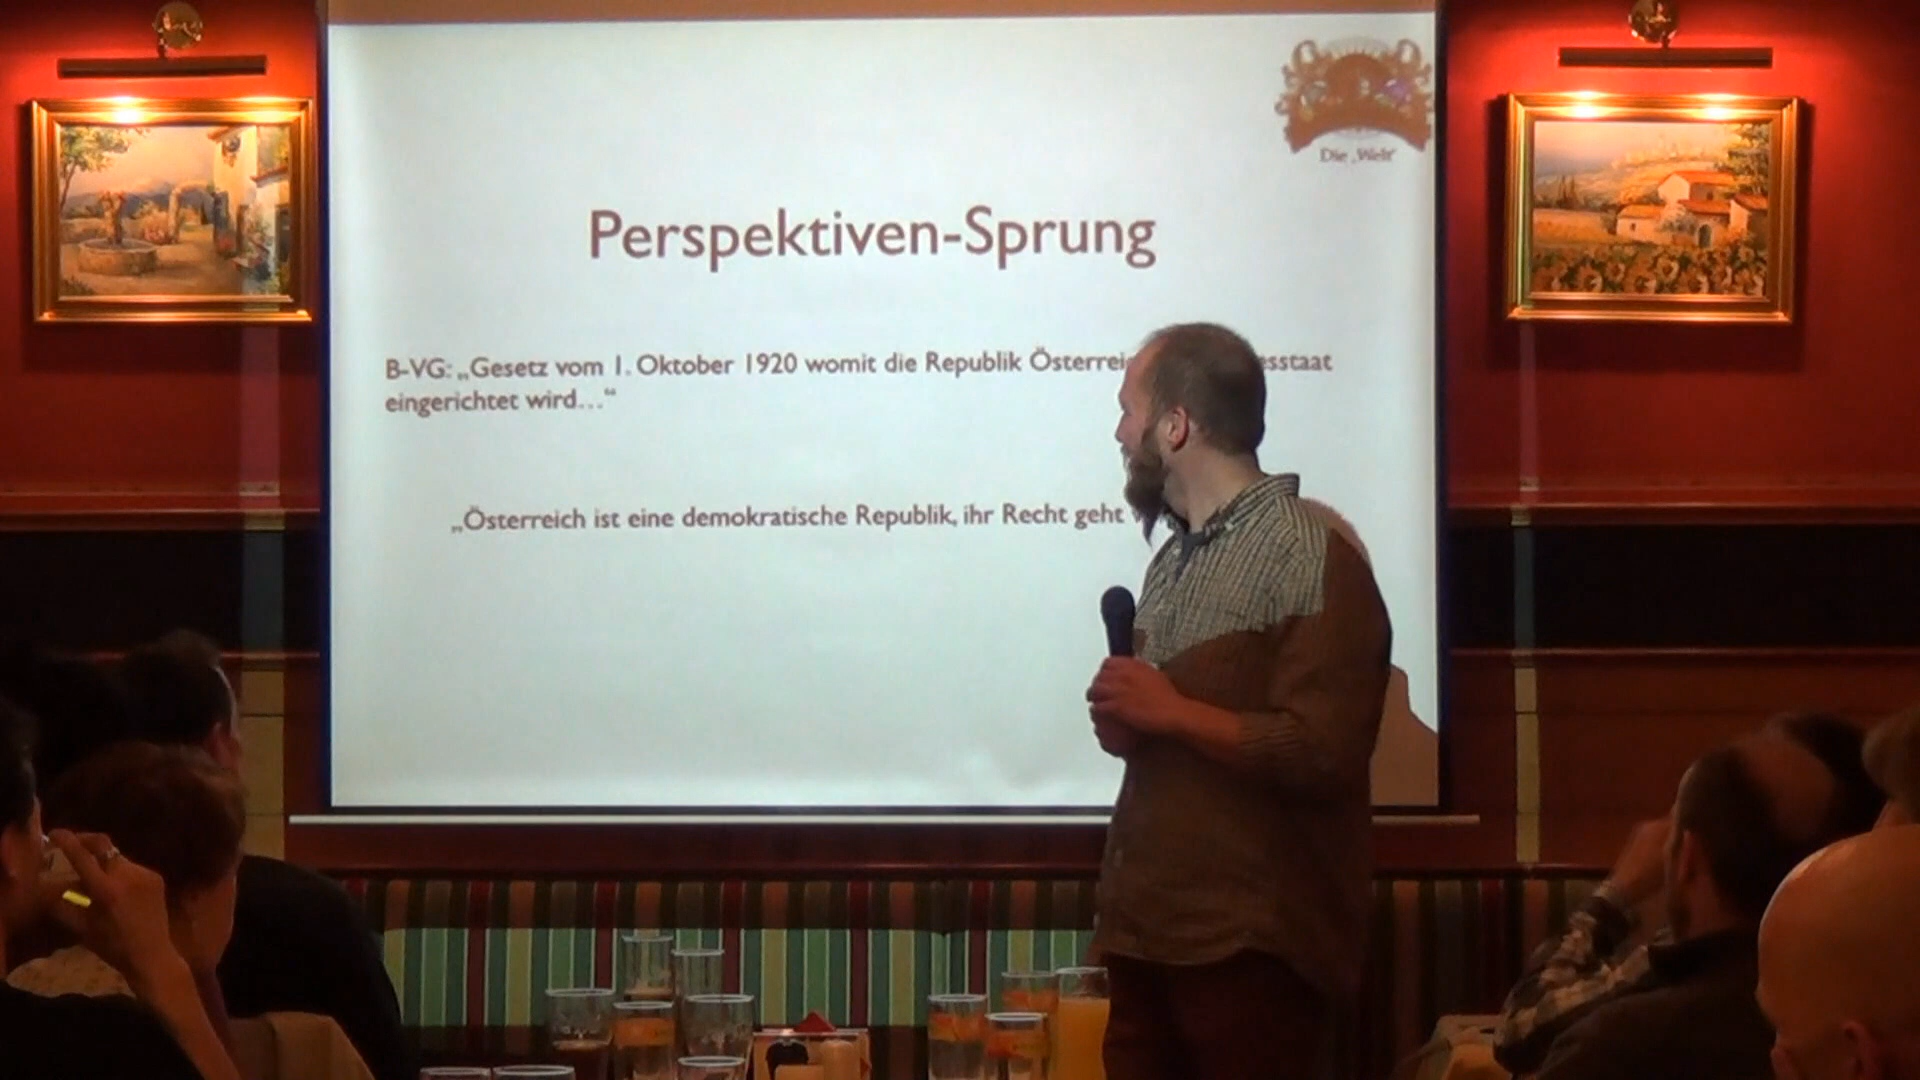 Die „Welt“
Perspektiven-Sprung
B-VG: „Gesetz vom 1. Oktober 1920 womit die Republik Österrei esstaat
eingerichtet wird…“
„Österreich ist eine demokratische Republik, ihr Recht geht